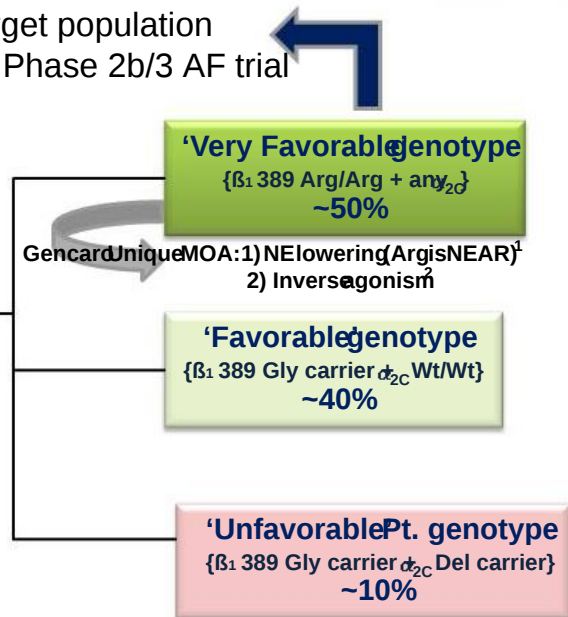 rget population
Phase 2b/3 AF trial
‘Very Favorable’ genotype
{ß1 389 Arg/Arg + any α2C}
~50%
Gencaro Unique MOA: 1) NE lowering (Arg is NEAR)1
2) Inverse agonism2
‘Favorable’ genotype
{ß1 389 Gly carrier + α2C Wt/Wt}
~40%
‘Unfavorable’ Pt. genotype
{ß1 389 Gly carrier + α2C Del carrier}
~10%